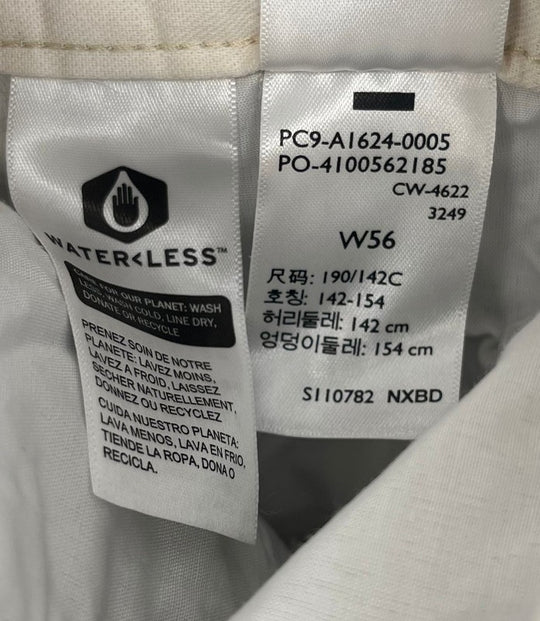 WATER<LESS™
CARE FOR OUR PLANET: WASH
LESS, WASH COLD, LINE DRY,
DONATE OR RECYCLE
PRENEZ SOIN DE NOTRE
PLANETE: LAVEZ MOINS,
LAVEZ A FROID, LAISSEZ
SECHER NATURELLEMENT,
DONNEZ OU RECYCLEZ
CUIDA NUESTRO PLANETA:
LAVA MENOS, LAVA EN FRIO,
TIENDE LA ROPA, DONA O
RECICLA.
PC9-A1624-0005
PO-4100562185
CW-4622
3249
W56
尺码: 190/142C
호칭: 142-154
허리둘레: 142 cm
엉덩이둘레: 154 cm
S110782 NXBD